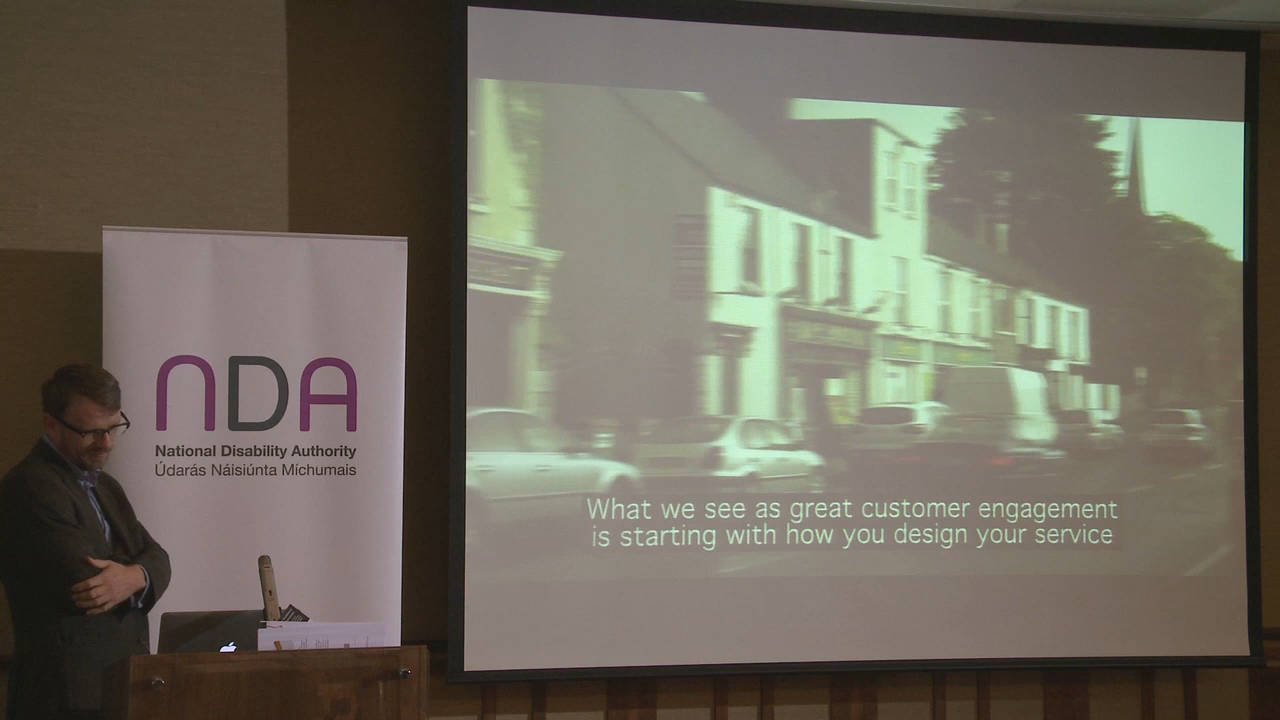 NDA
National Disability Authority
Údarás Náisiúnta Míchumais
What we see as great customer engagement
is starting with how you design your service